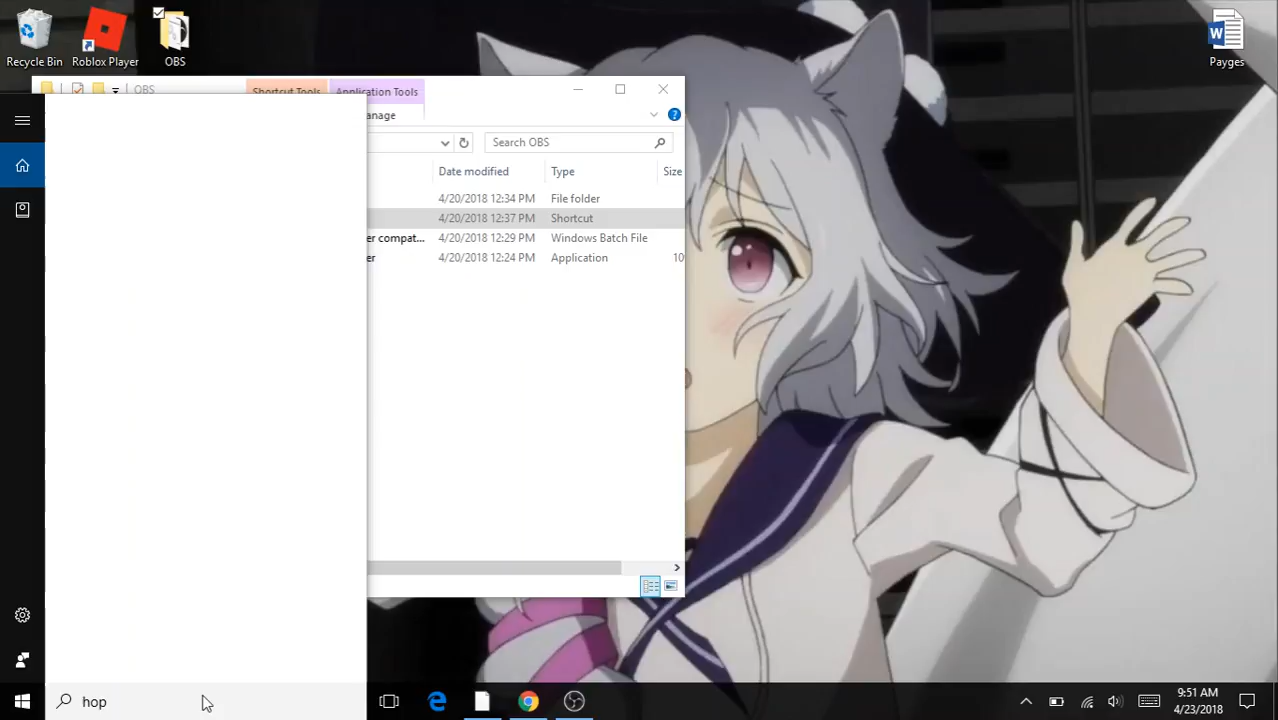 Recycle Bin
Roblox Player
OBS
Payges
OBS
Shortcut Tools
Application Tools
anage
Search OBS
Date modified
Type
Size
4/20/2018 12:34 PM
File folder
4/20/2018 12:37 PM
Shortcut
er compat...
4/20/2018 12:29 PM
Windows Batch File
er
4/20/2018 12:24 PM
Application
10
hop
9:51 AM
4/23/2018